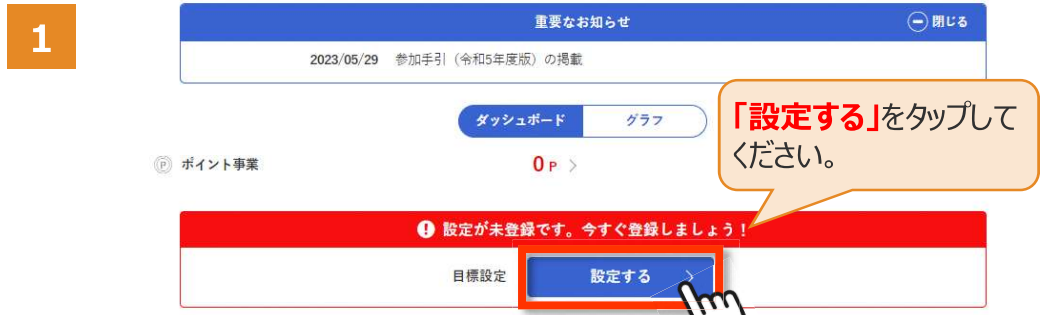 1
重要なお知らせ
閉じる
2023/05/29 参加手引(令和5年度版)の掲載
ダッシュボード グラフ
「設定する」をタップして
ください。
P ポイント事業 0 P >
! 設定が未登録です。今すぐ登録しましょう!
目標設定 設定する >